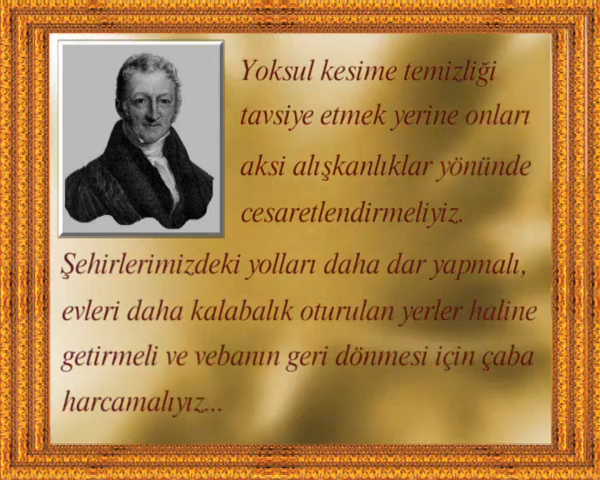 Yoksul kesime temizliği
tavsiye etmek yerine onları
aksi alışkanlıklar yönünde
cesaretlendirmeliyiz.
Şehirlerimizdeki yolları daha dar yapmalı,
evleri daha kalabalık oturulan yerler haline
getirmeli ve vebanın geri dönmesi için çaba
harcamalıyız...